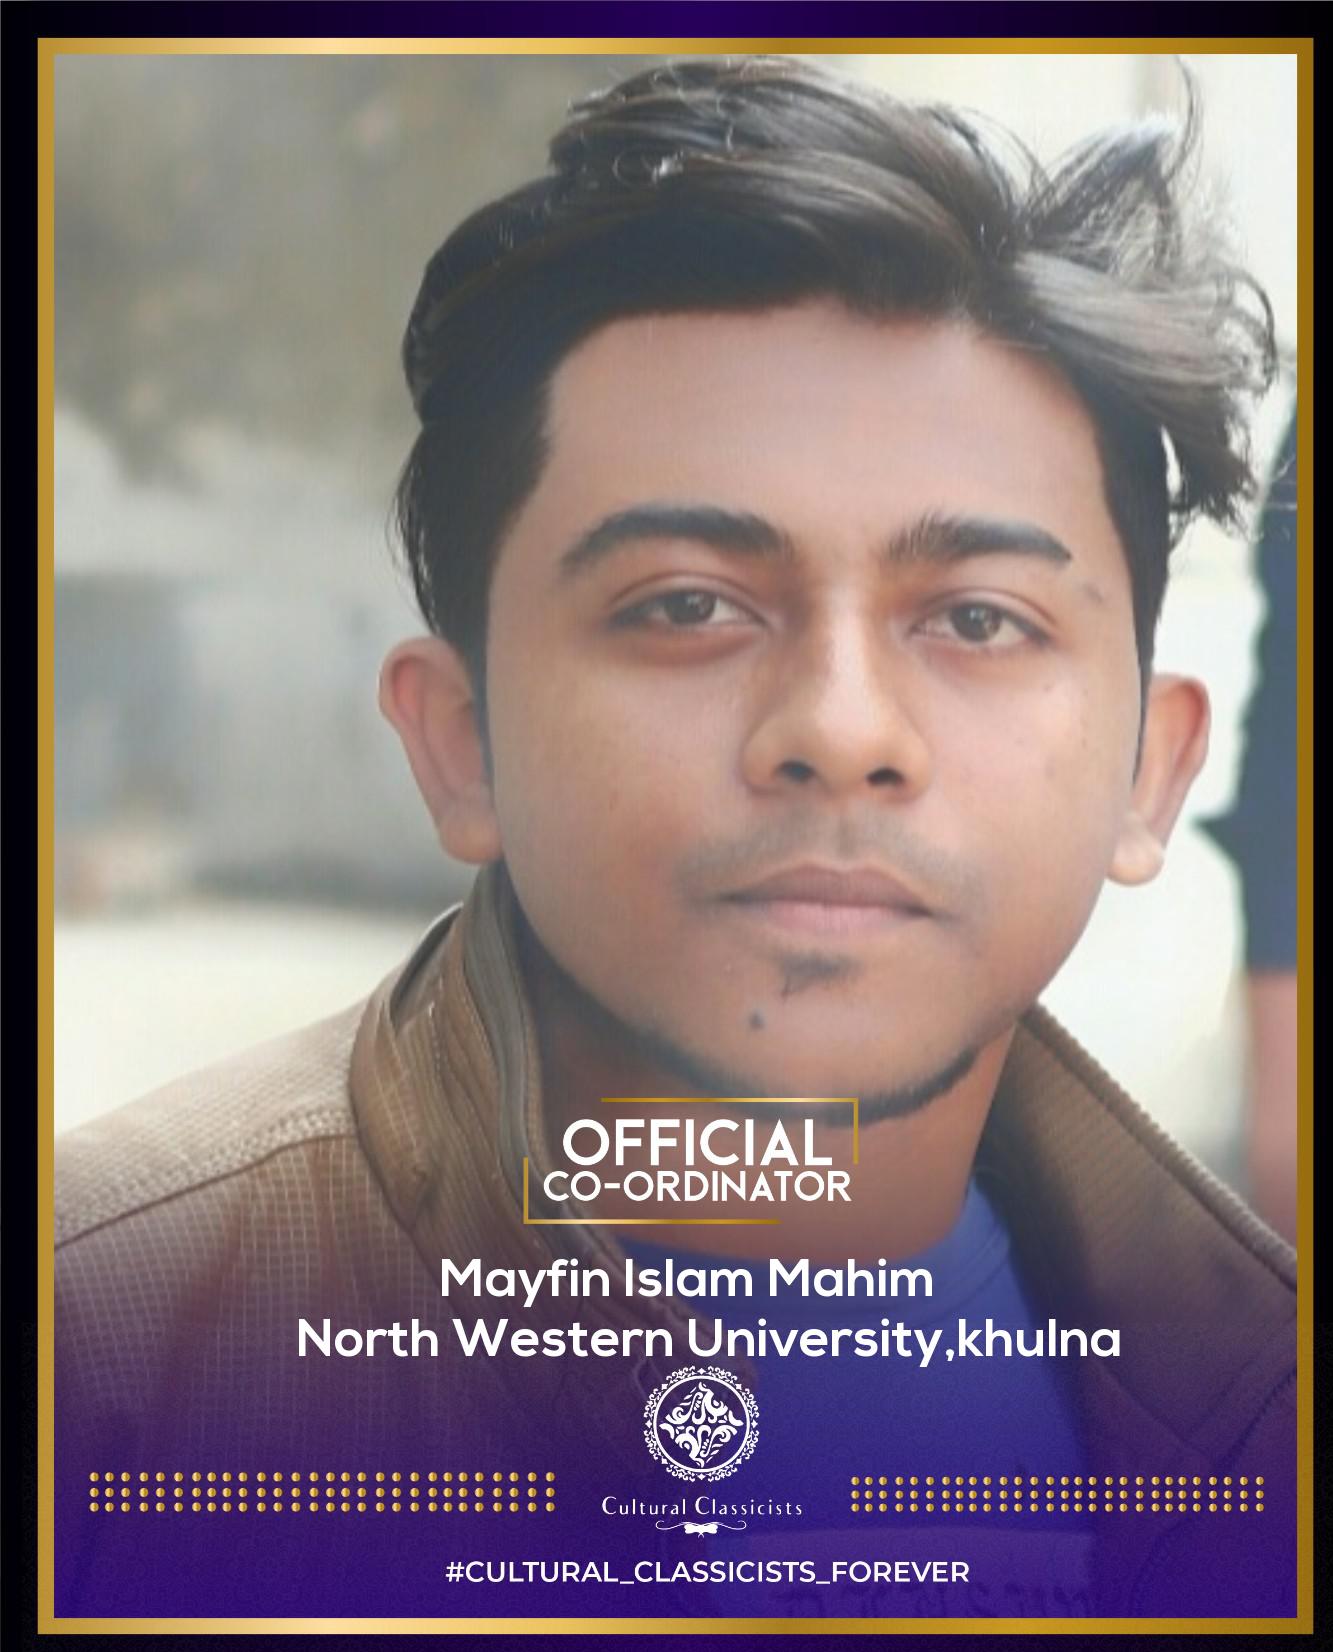 OFFICIAL
CO-ORDINATOR
Mayfin Islam Mahim
North Western University,khulna
Cultural Classicists
#CULTURAL_CLASSICISTS_FOREVER